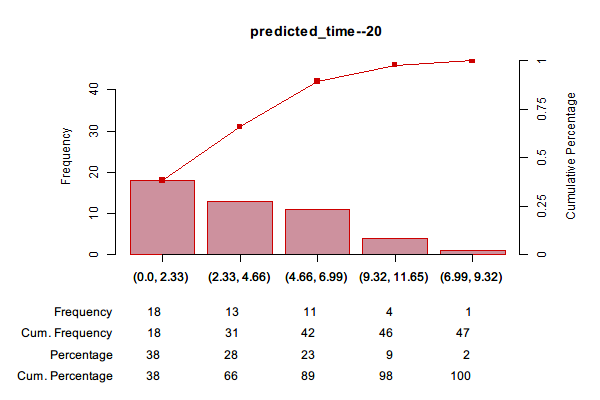 predicted_time--20
Frequency
0
10
20
30
40
Cumulative Percentage
0
0.25
0.5
0.75
1
(0.0, 2.33) (2.33, 4.66) (4.66, 6.99) (9.32, 11.65) (6.99, 9.32)
Frequency 18 13 11 4 1
Cum. Frequency 18 31 42 46 47
Percentage 38 28 23 9 2
Cum. Percentage 38 66 89 98 100